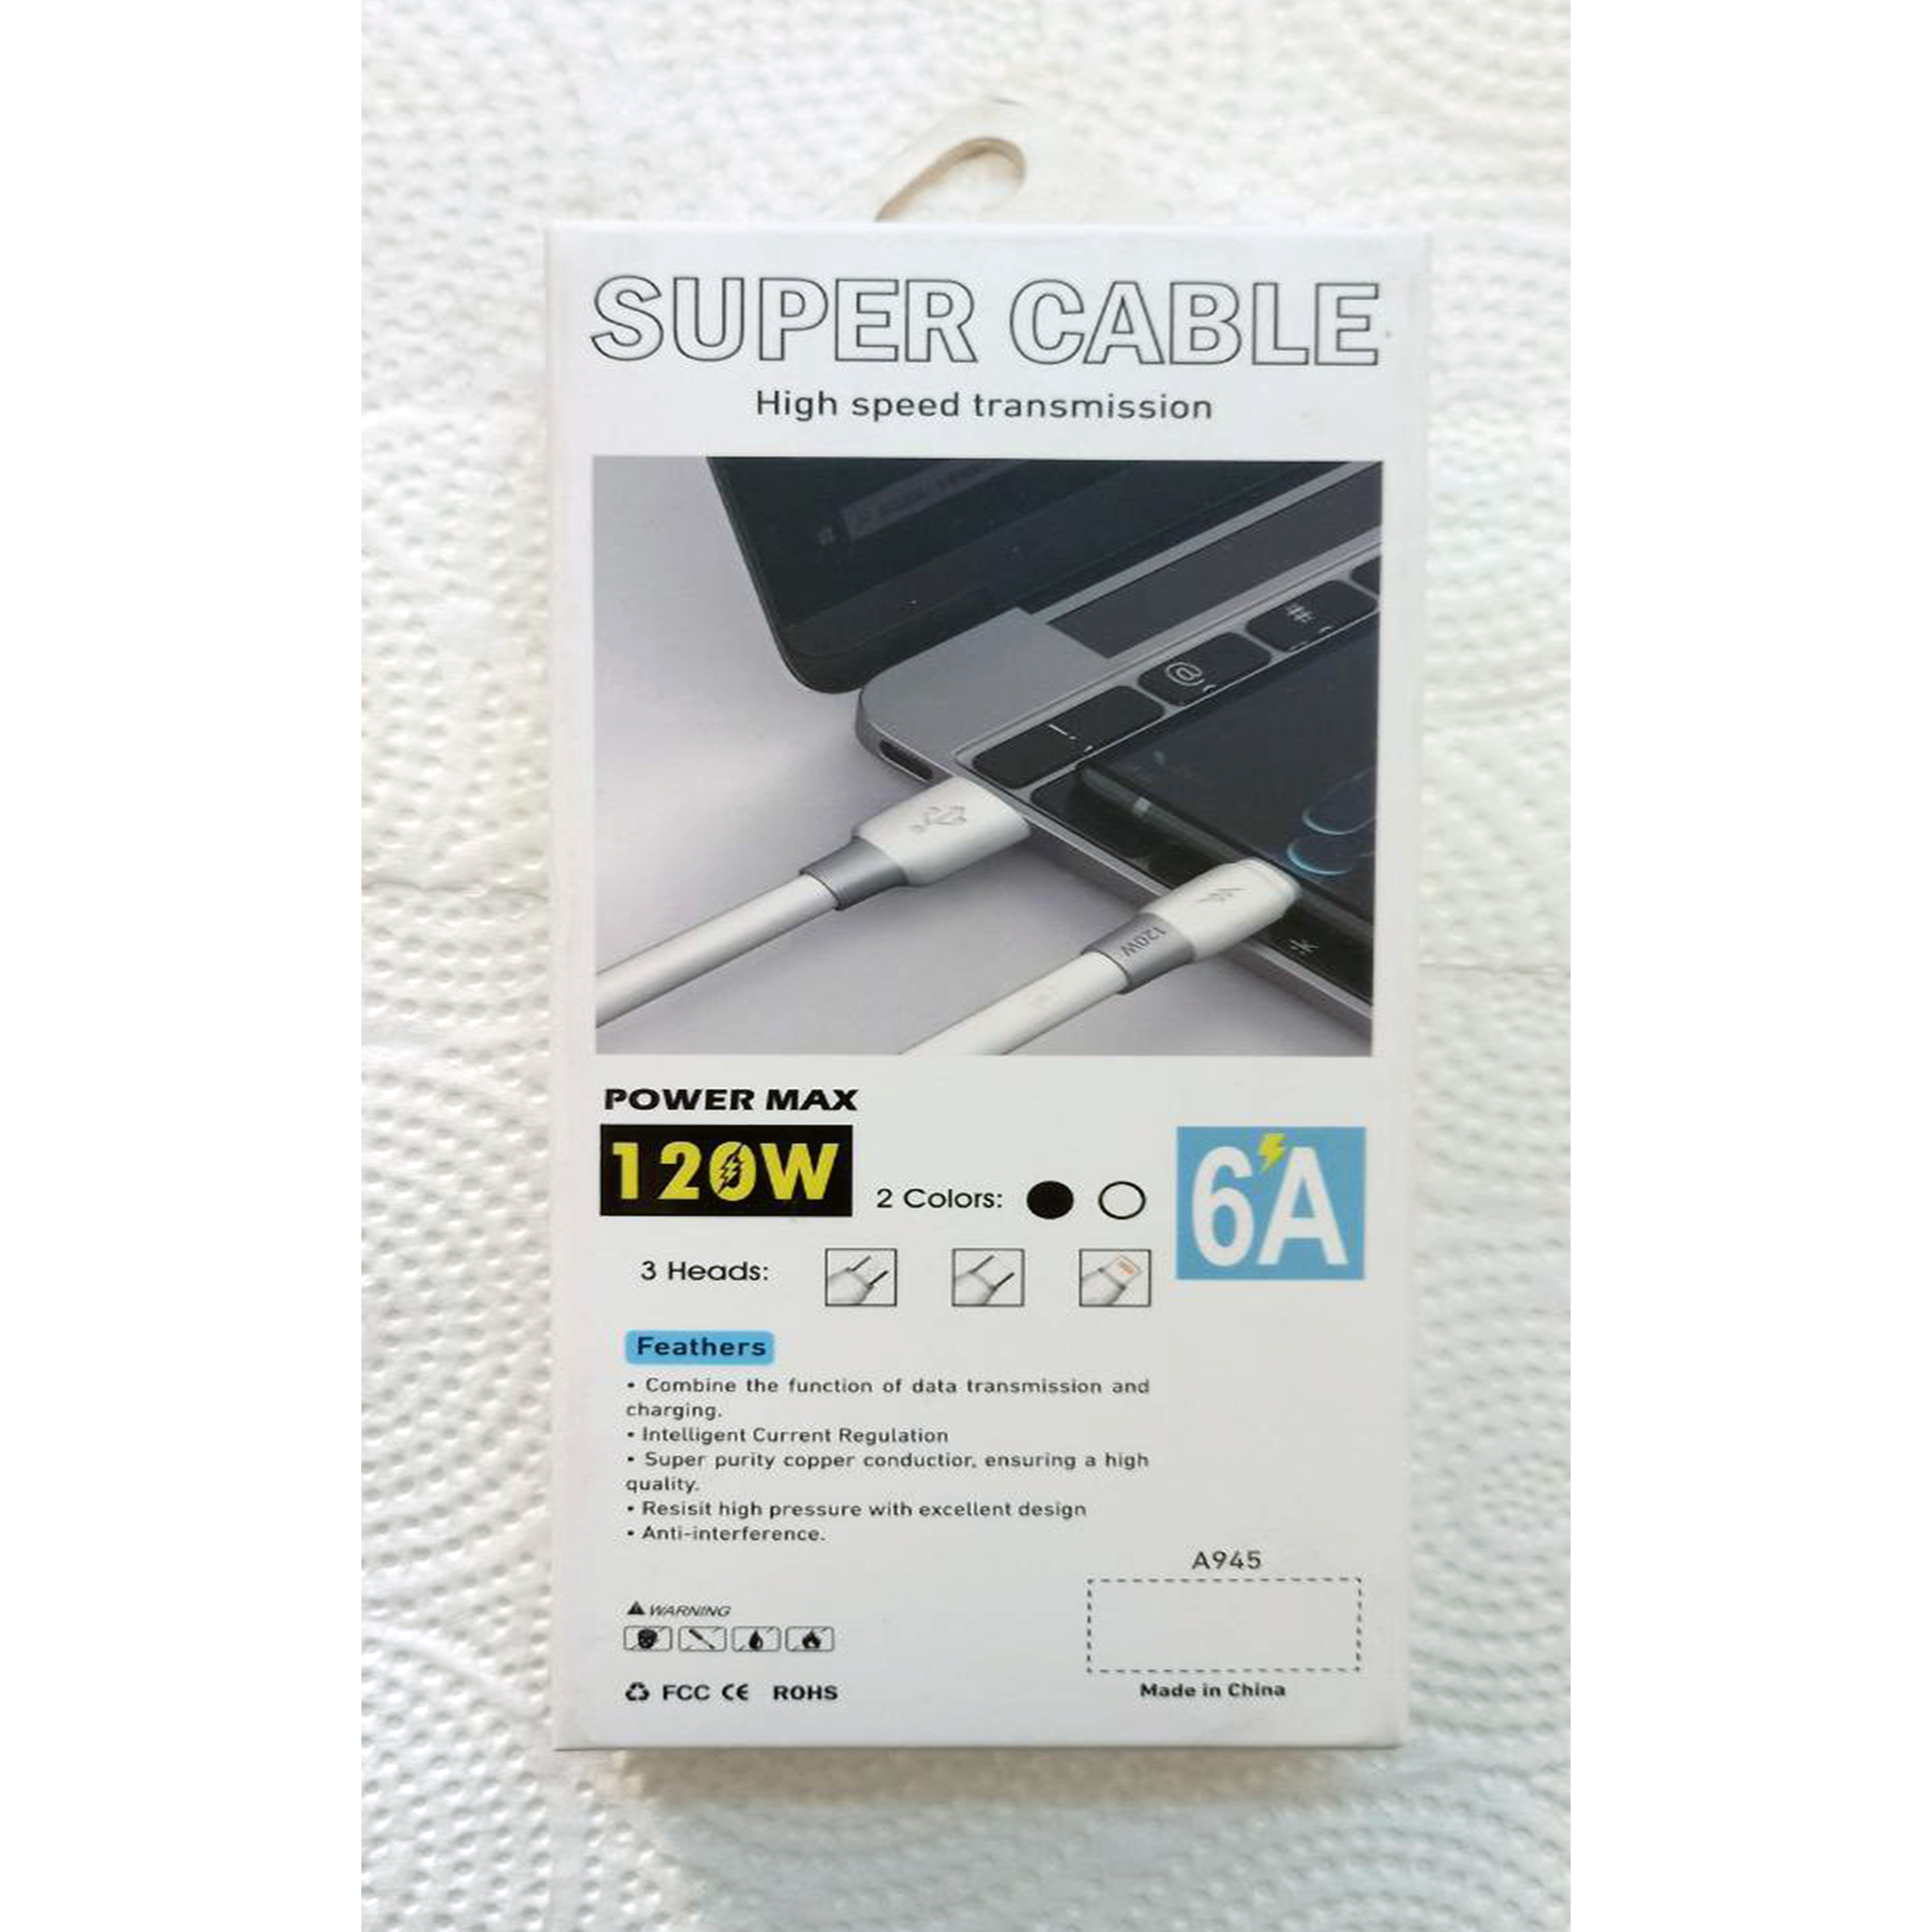 SUPER CABLE
High speed transmission
@
#
120W
POWER MAX
120W
2 Colors:
6A
3 Heads:
Feathers
• Combine the function of data transmission and
charging.
• Intelligent Current Regulation
• Super purity copper conductior, ensuring a high
quality.
• Resisit high pressure with excellent design
• Anti-interference.
A945
WARNING
FCC CE ROHS
Made in China